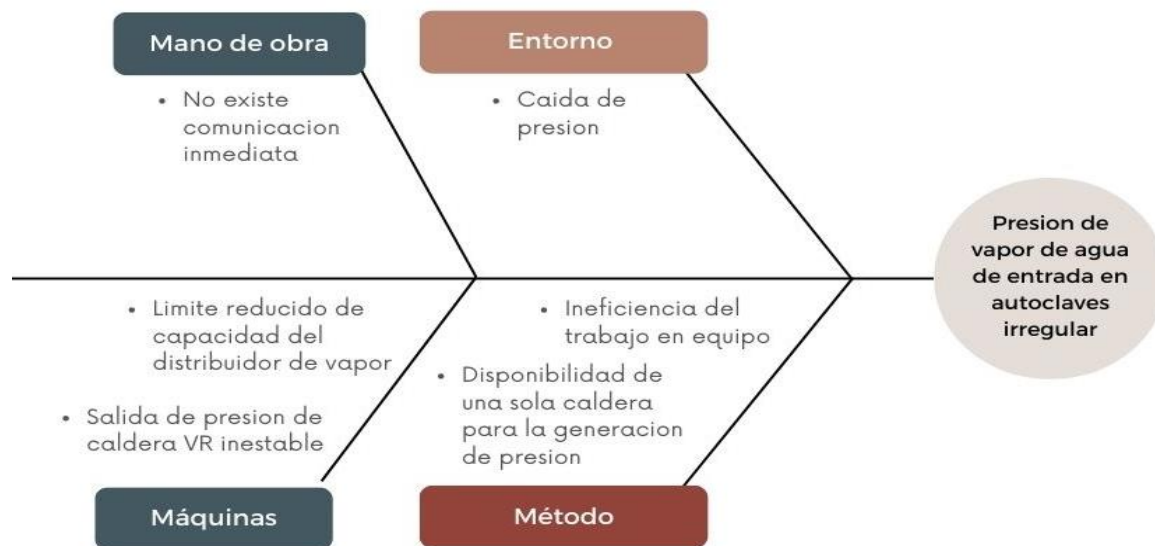 Mano de obra
• No existe
comunicacion
inmediata
Entorno
• Caida de
presion
Presion de
vapor de agua
de entrada en
autoclaves
irregular
• Limite reducido de
capacidad del
distribuidor de vapor
• Salida de presion de
caldera VR inestable
Máquinas
• Ineficiencia del
trabajo en equipo
• Disponibilidad de
una sola caldera
para la generacion
de presion
Método